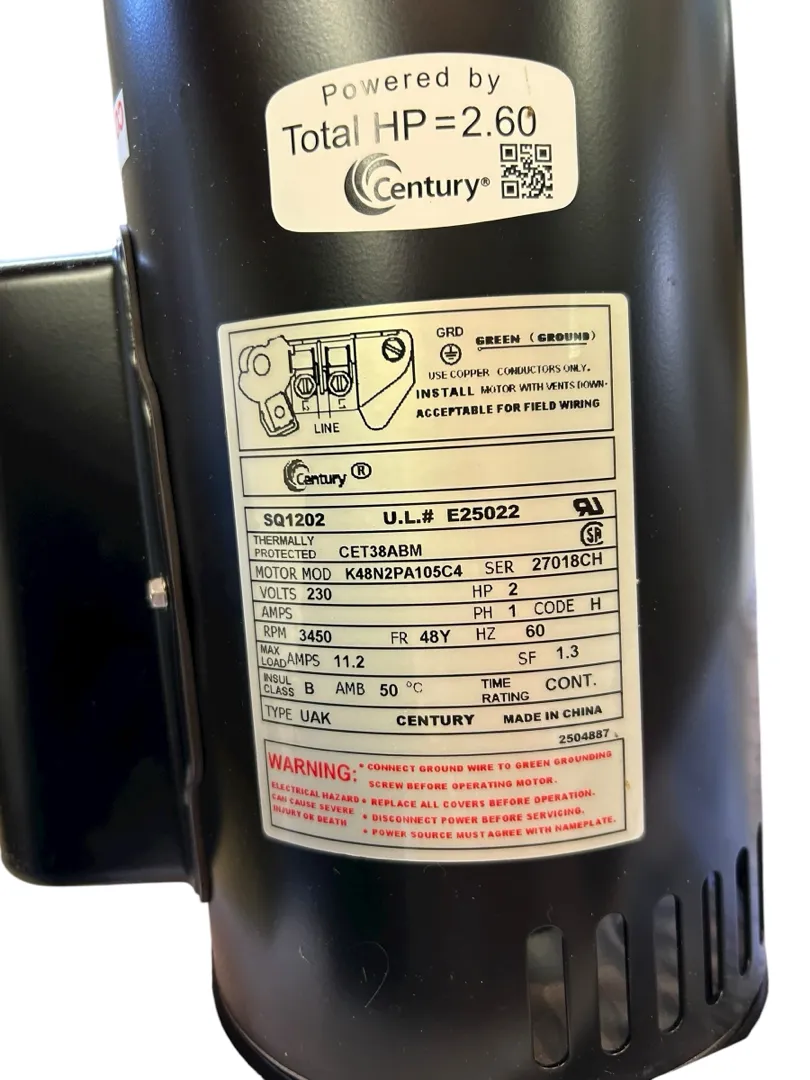 Powered by
Total HP=2.60
Century®
GRD GREEN (GROUND)
USE COPPER CONDUCTORS ONLY.
INSTALL MOTOR WITH VENTS DOWN.
ACCEPTABLE FOR FIELD WIRING
LINE
Century®
SQ1202 U.L.# E25022
THERMALLY
PROTECTED CET38ABM
MOTOR MOD K48N2PA105C4 SER 27018CH
VOLTS 230 HP 2
AMPS PH 1 CODE H
RPM 3450 FR 48Y HZ 60
MAX
LOAD AMPS 11.2 SF 1.3
INSUL
CLASS B AMB 50 °C TIME
RATING CONT.
TYPE UAK CENTURY MADE IN CHINA
2504887
WARNING: • CONNECT GROUND WIRE TO GREEN GROUNDING
SCREW BEFORE OPERATING MOTOR.
ELECTRICAL HAZARD • REPLACE ALL COVERS BEFORE OPERATION.
CAN CAUSE SEVERE • DISCONNECT POWER BEFORE SERVICING.
INJURY OR DEATH • POWER SOURCE MUST AGREE WITH NAMEPLATE.